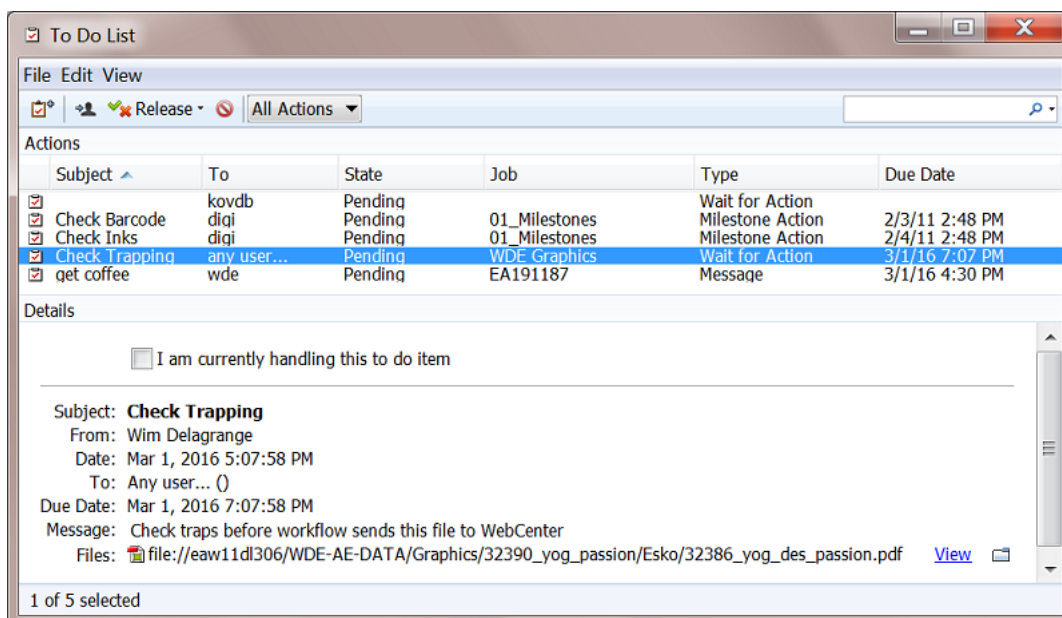 To Do List
File Edit View
Release All Actions
Actions
Subject To State Job Type Due Date
kovdb Pending Wait for Action
Check Barcode digi Pending 01_Milestones Milestone Action 2/3/11 2:48 PM
Check Inks digi Pending 01_Milestones Milestone Action 2/4/11 2:48 PM
Check Trapping any user... Pending WDE Graphics Wait for Action 3/1/16 7:07 PM
get coffee wde Pending EA191187 Message 3/1/16 4:30 PM
Details
I am currently handling this to do item
Subject: Check Trapping
From: Wim Delagrange
Date: Mar 1, 2016 5:07:58 PM
To: Any user... ()
Due Date: Mar 1, 2016 7:07:58 PM
Message: Check traps before workflow sends this file to WebCenter
Files: file://eaw11dl306/WDE-AE-DATA/Graphics/32390_yog_passion/Esko/32386_yog_des_passion.pdf View
1 of 5 selected